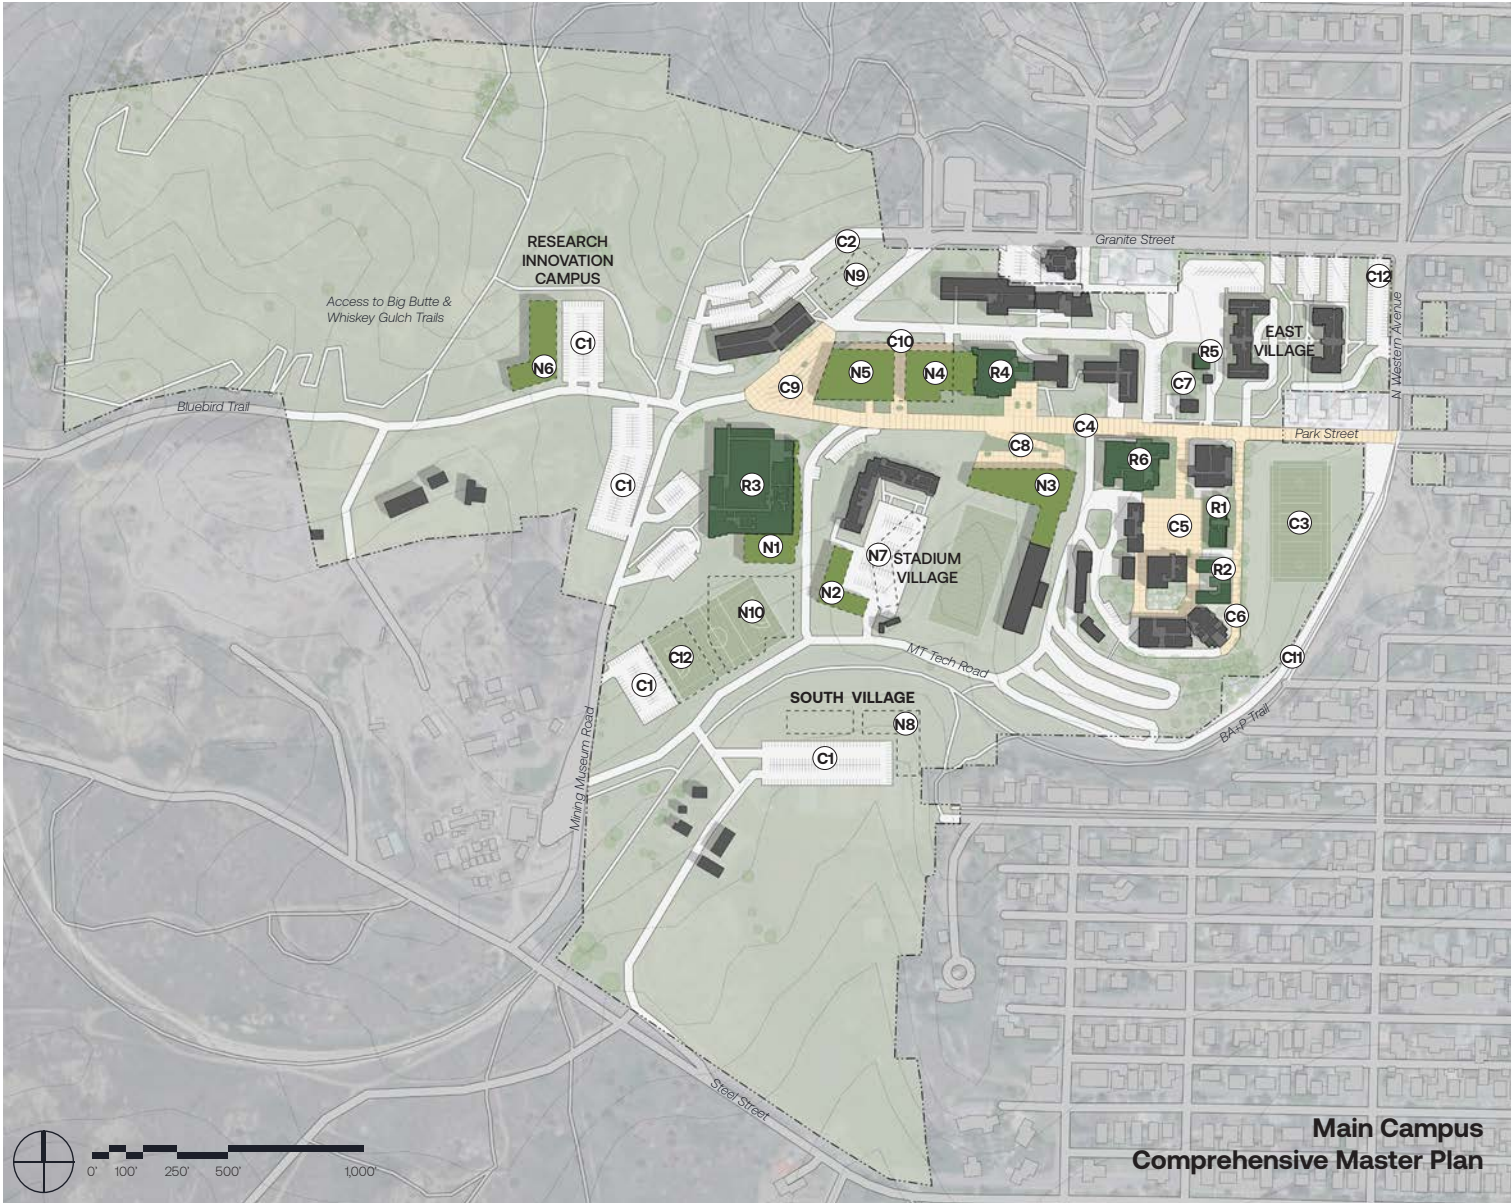 Granite Street
C2
RESEARCH
INNOVATION
CAMPUS
N9
C12
Access to Big Butte &
Whiskey Gulch Trails
N Western Avenue
EAST
VILLAGE
C1
C10
R5
N6
N5
N4
R4
C7
C9
Bluebird Trail
C4
Park Street
C8
R6
C1
R3
N3
R1
C5
C3
N1
N7
STADIUM
VILLAGE
R2
N2
N10
C6
C12
C11
MT Tech Road
C1
SOUTH VILLAGE
N8
BA+P Trail
C1
Mining Museum Road
Steel Street
Main Campus
Comprehensive Master Plan
0' 100' 250' 500' 1,000'